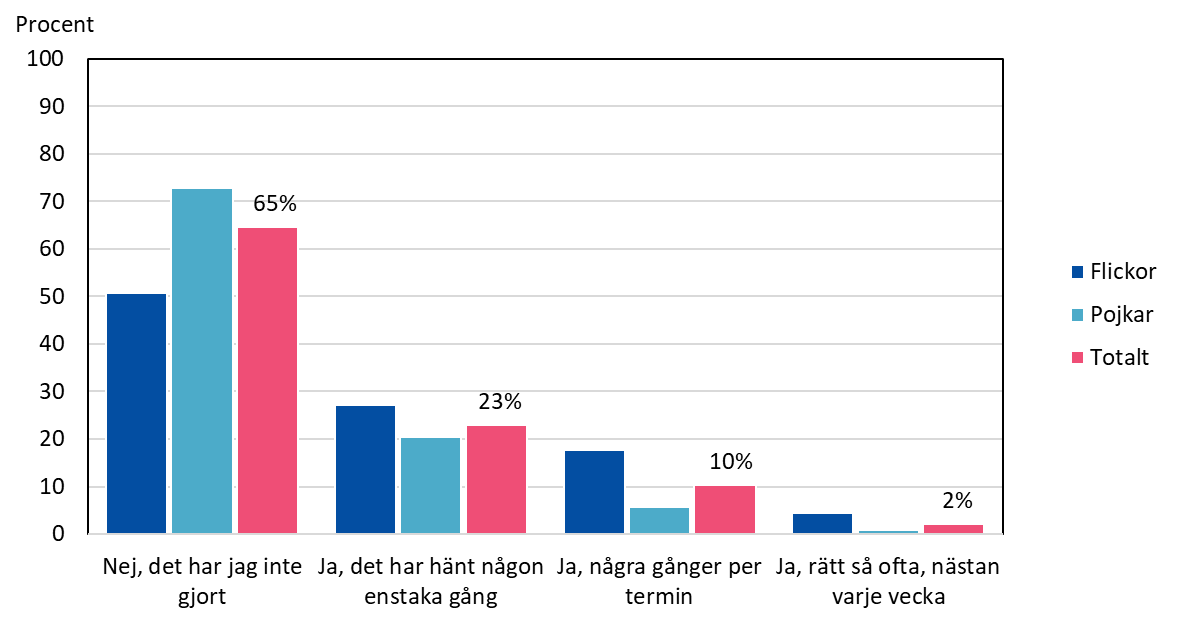 Procent
100
90
80
70
60
50
40
30
20
10
0
65%
23%
10%
2%
Nej, det har jag inte
gjort
Ja, det har hänt någon
enstaka gång
Ja, några gånger per
termin
Ja, rätt så ofta, nästan
varje vecka
Flickor
Pojkar
Totalt